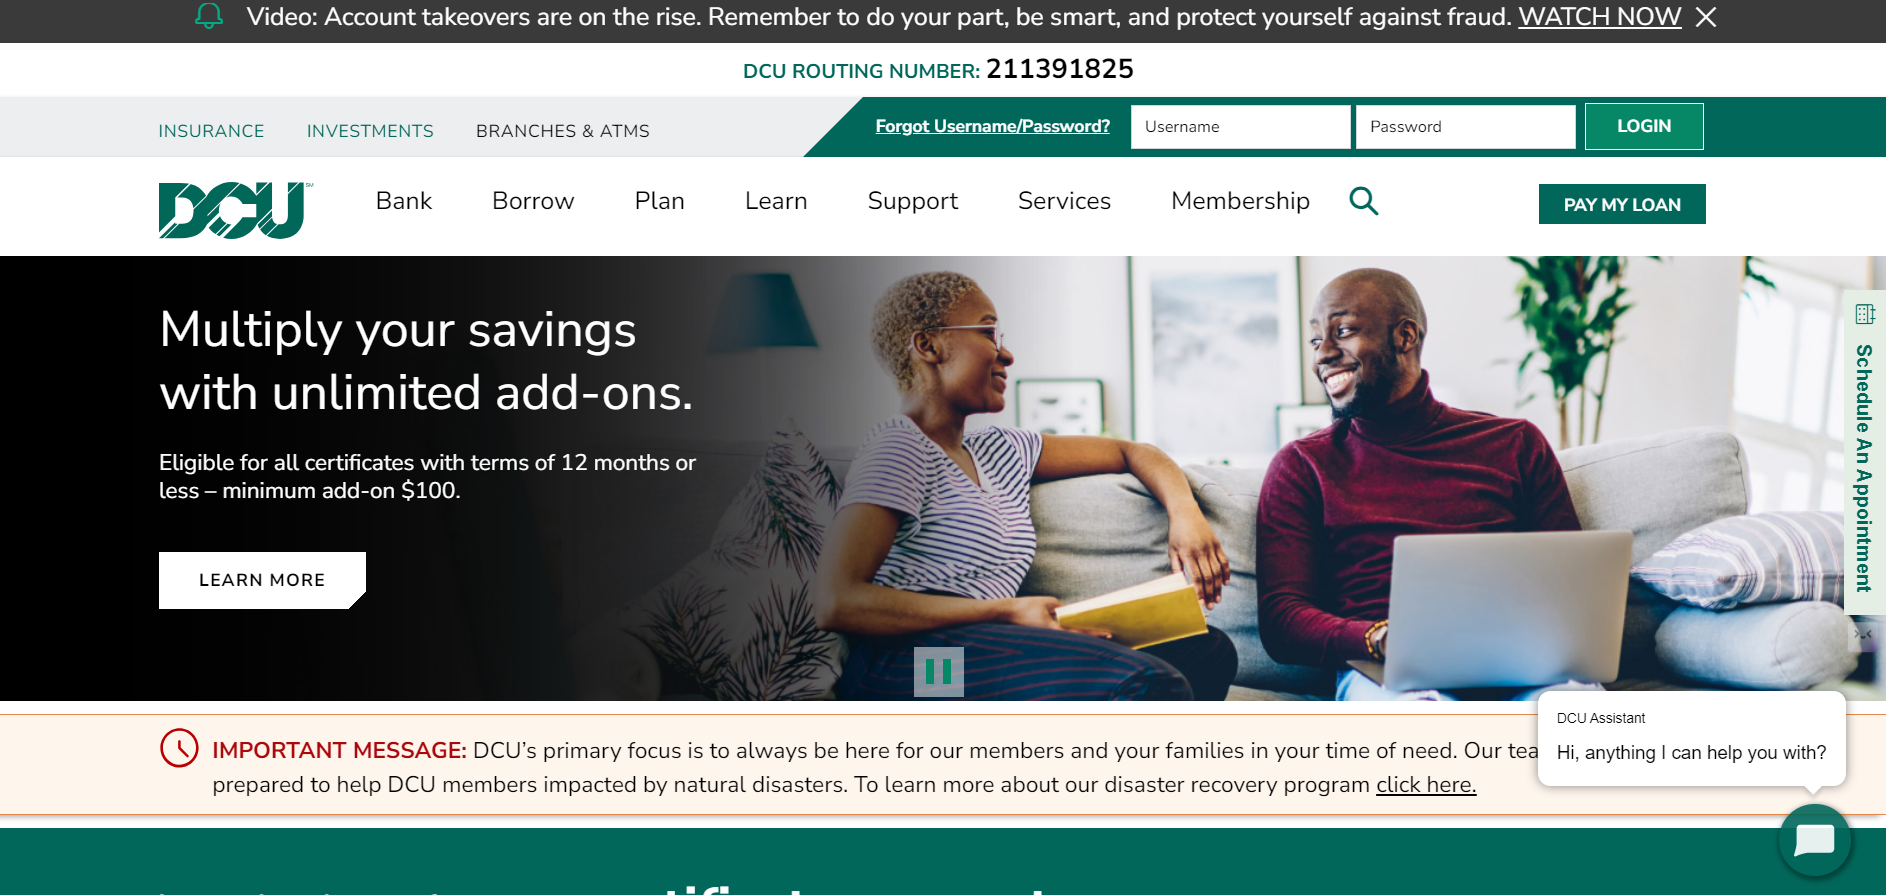 Video: Account takeovers are on the rise. Remember to do your part, be smart, and protect yourself against fraud. WATCH NOW
DCU ROUTING NUMBER: 211391825
INSURANCE
INVESTMENTS
BRANCHES & ATMS
Forgot Username/Password?
Username
Password
LOGIN
DCU SM
Bank
Borrow
Plan
Learn
Support
Services
Membership
PAY MY LOAN
Multiply your savings
with unlimited add-ons.
Eligible for all certificates with terms of 12 months or
less – minimum add-on $100.
LEARN MORE
Schedule An Appointment
IMPORTANT MESSAGE: DCU’s primary focus is to always be here for our members and your families in your time of need. Our
prepared to help DCU members impacted by natural disasters. To learn more about our disaster recovery program click here.
DCU Assistant
Hi, anything I can help you with?